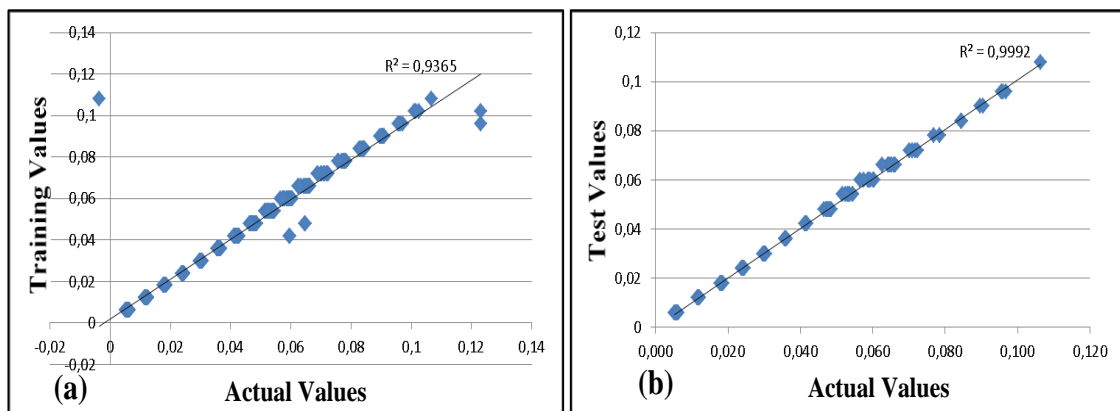 0,14
0,12
0,1
0,08
0,06
0,04
0,02
0
-0,02
-0,02 0 0,02 0,04 0,06 0,08 0,1 0,12 0,14
R² = 0,9365
Training Values
Actual Values
(a)
0,12
0,1
0,08
0,06
0,04
0,02
0
0,000 0,020 0,040 0,060 0,080 0,100 0,120
R² = 0,9992
Test Values
Actual Values
(b)